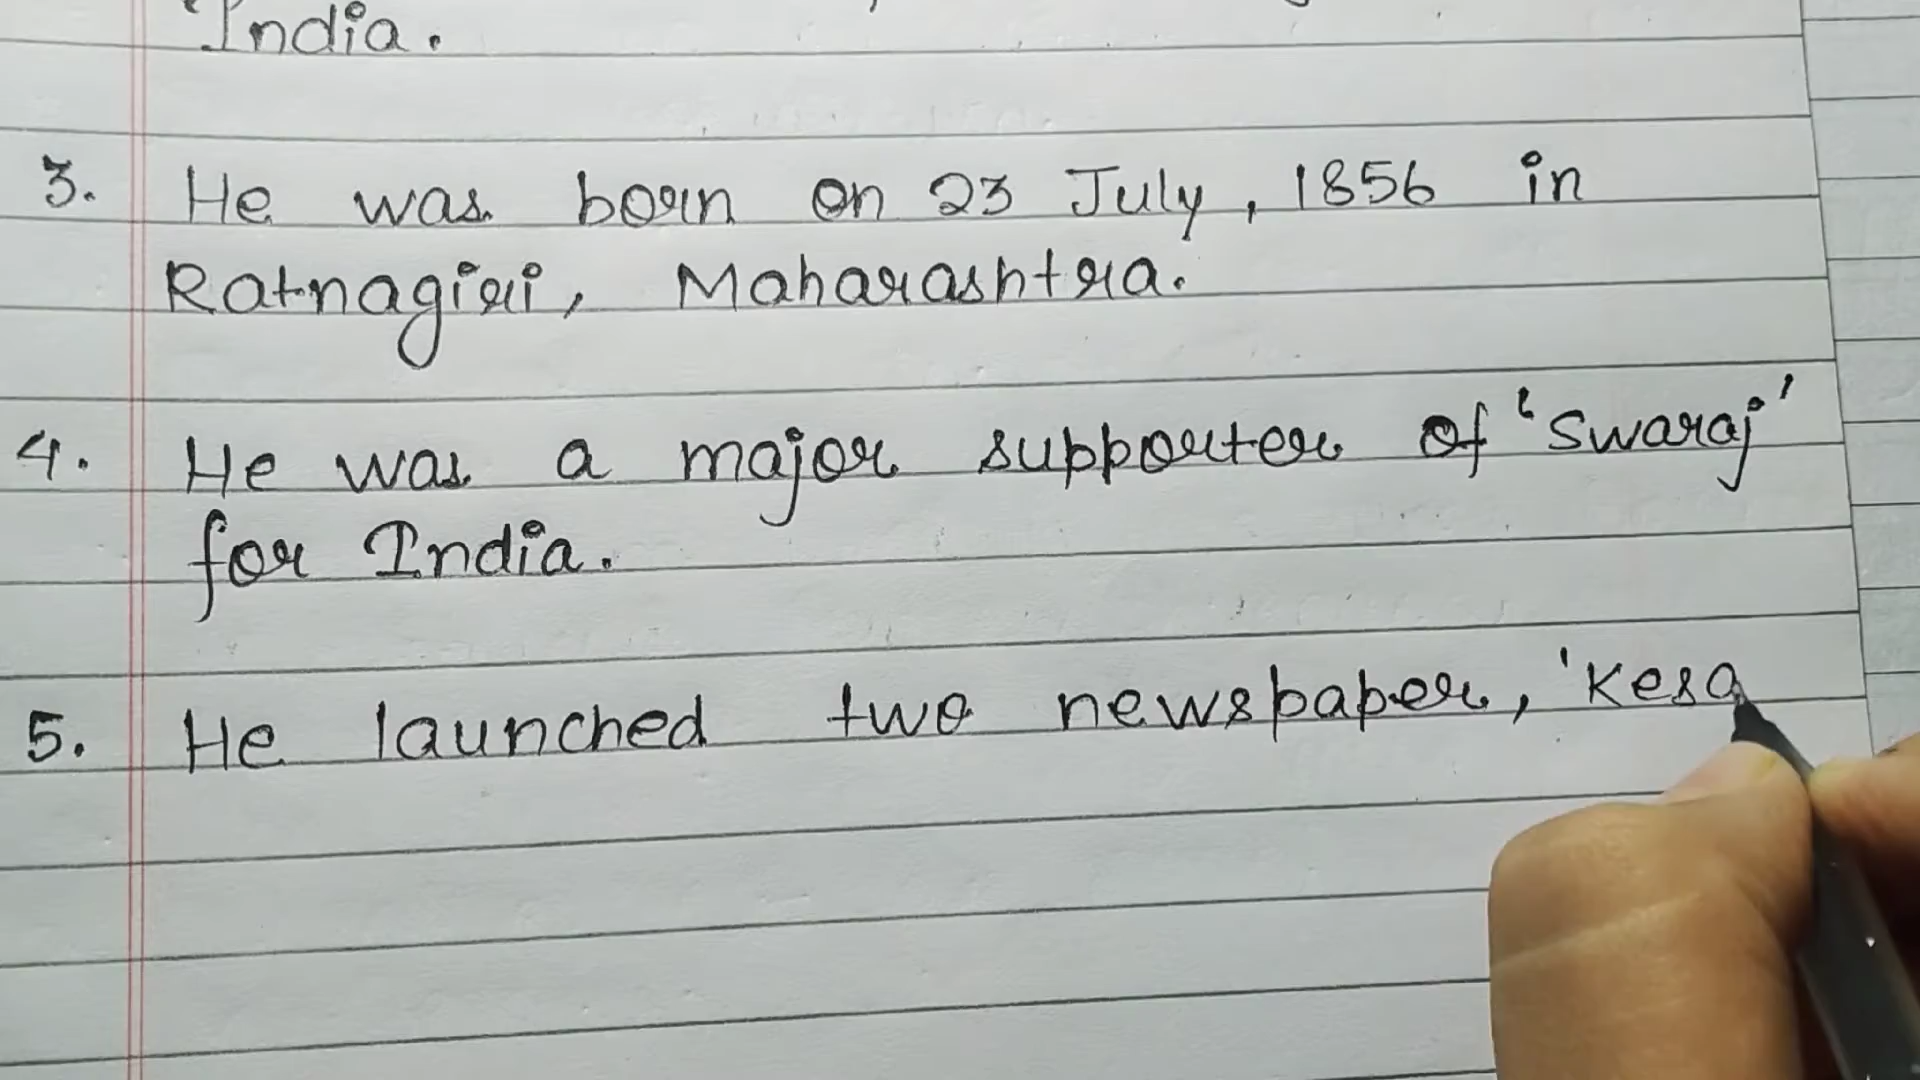 India.
3. He was born on 23 July, 1856 in
Ratnagiri, Maharashtra.
4. He was a major supporter of 'Swaraj'
for India.
5. He launched two newspaper, 'Kesa